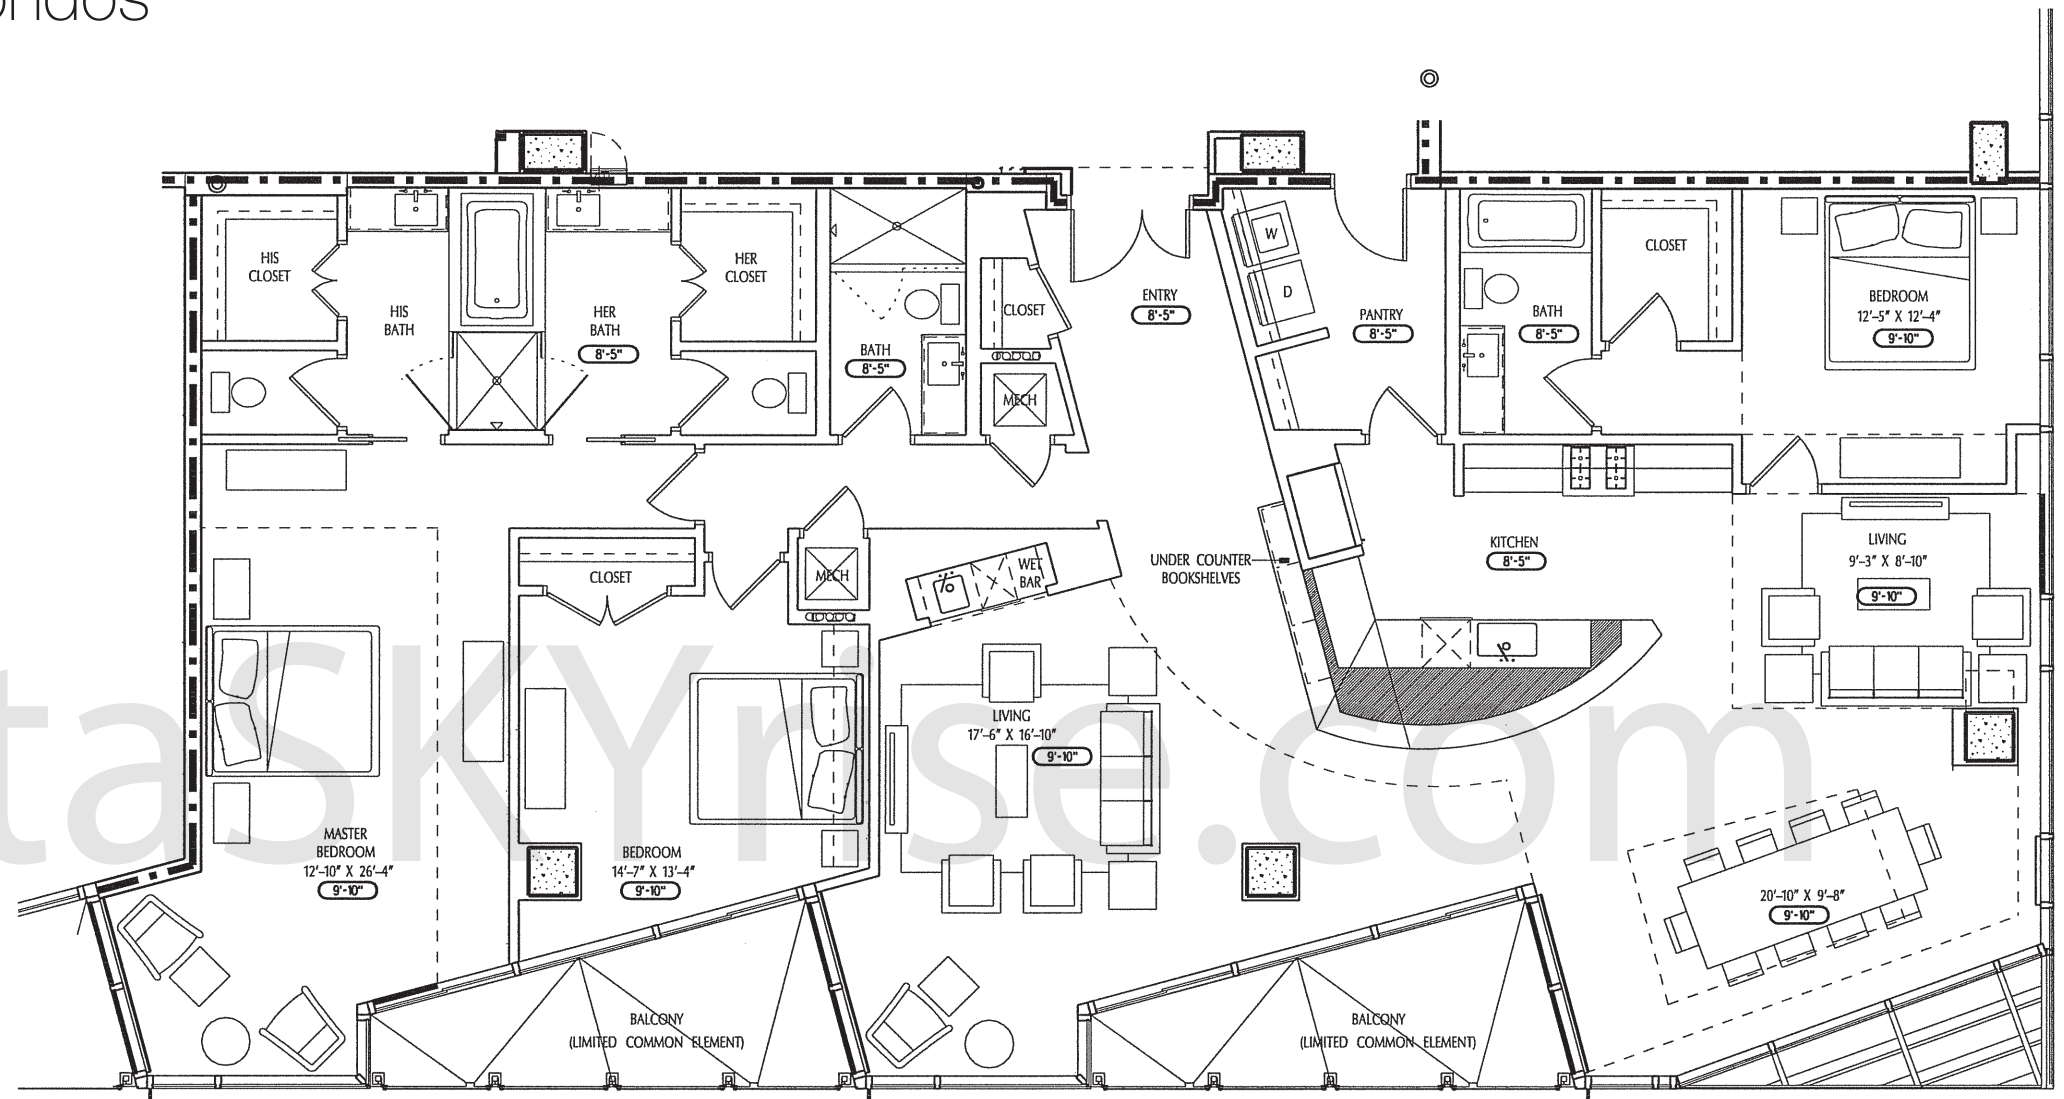 HIS
CLOSET
HIS
BATH
HER
BATH
8'-5"
HER
CLOSET
BATH
8'-5"
CLOSET
MECH
ENTRY
8'-5"
W
D
PANTRY
8'-5"
BATH
8'-5"
CLOSET
BEDROOM
12'-5" X 12'-4"
9'-10"
CLOSET
MECH
WET
BAR
UNDER COUNTER
BOOKSHELVES
KITCHEN
8'-5"
LIVING
9'-3" X 8'-10"
9'-10"
LIVING
17'-6" X 16'-10"
9'-10"
MASTER
BEDROOM
12'-10" X 26'-4"
9'-10"
BEDROOM
14'-7" X 13'-4"
9'-10"
20'-10" X 9'-8"
9'-10"
BALCONY
(LIMITED COMMON ELEMENT)
BALCONY
(LIMITED COMMON ELEMENT)
taSKYrise.com